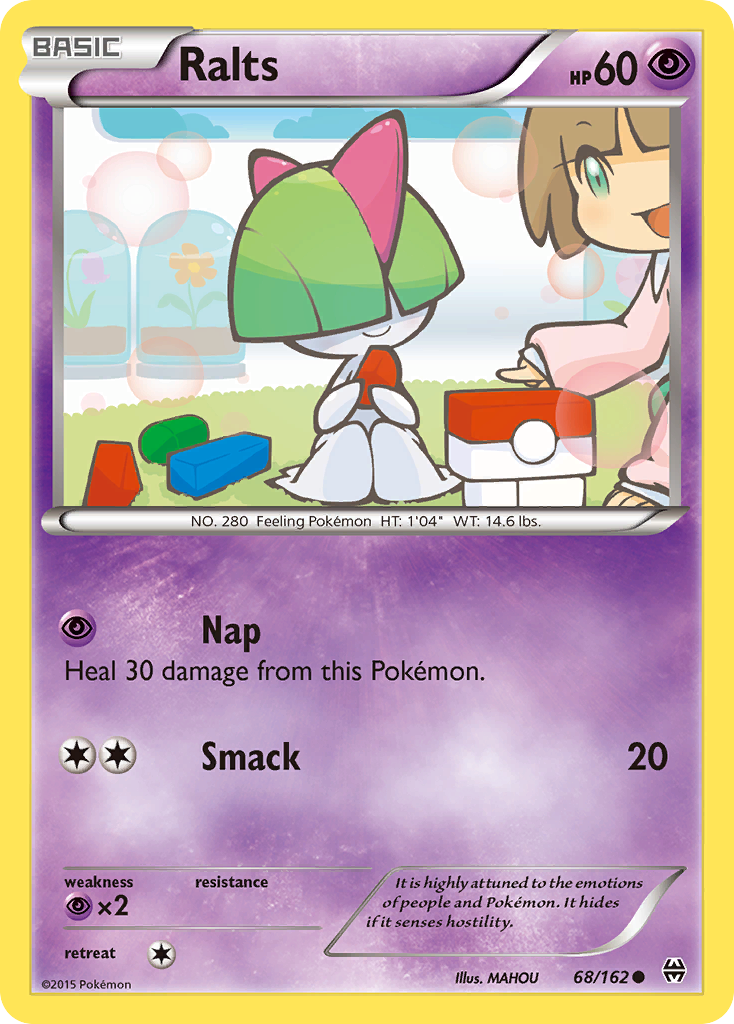 BASIC
Ralts
HP 60
NO. 280 Feeling Pokémon HT: 1'04" WT: 14.6 lbs.
Nap
Heal 30 damage from this Pokémon.
Smack 20
weakness resistance
×2
It is highly attuned to the emotions
of people and Pokémon. It hides
if it senses hostility.
retreat
©2015 Pokémon
Illus. MAHOU
68/162